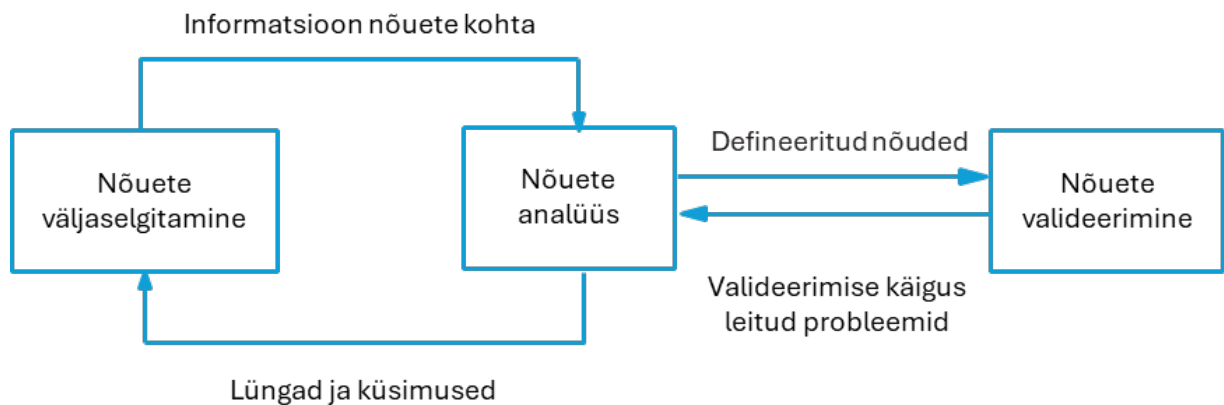 Informatsioon nõuete kohta
Nõuete
väljaselgitamine
Nõuete
analüüs
Defineeritud nõuded
Nõuete
valideerimine
Valideerimise käigus
leitud probleemid
Lüngad ja küsimused